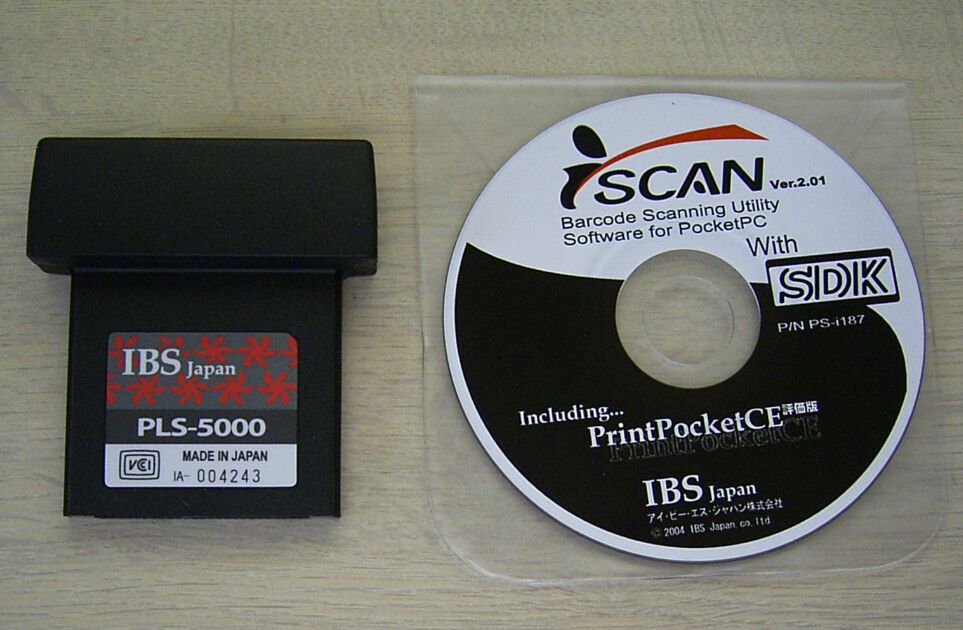 IBS Japan
PLS-5000
MADE IN JAPAN
VCI
IA- 004243
iSCAN Ver.2.01
Barcode Scanning Utility
Software for PocketPC
With
SDK
P/N PS-i187
Including...
PrintPocketCE評価版
PrintPocketCE
IBS Japan
アイ・ビー・エス・ジャパン株式会社
© 2004 IBS Japan co. ltd